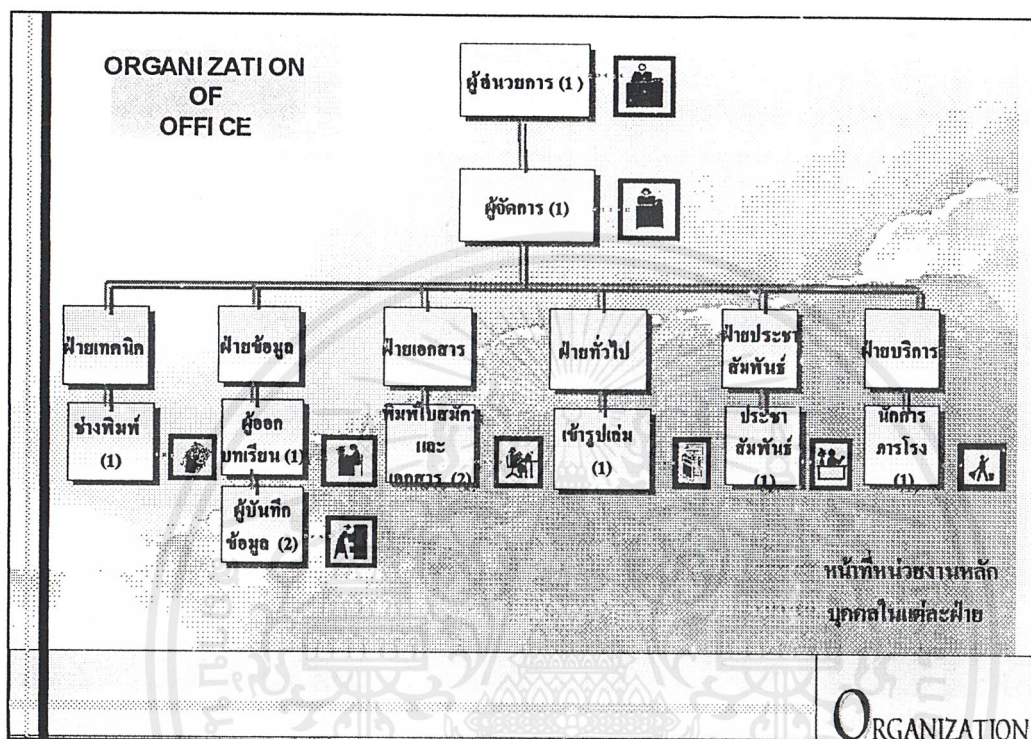 ORGANIZATION
OF
OFFICE
ผู้อำนวยการ (1)
ผู้จัดการ (1)
ฝ่ายเทคนิค
ฝ่ายข้อมูล
ฝ่ายเอกสาร
ฝ่ายทั่วไป
ฝ่ายประชา
สัมพันธ์
ฝ่ายบริการ
ช่างพิมพ์
(1)
ผู้ออก
บทเรียน (1)
ผู้บันทึก
ข้อมูล (2)
พิมพ์ใบสมัคร
และ
เอกสาร (2)
เข้ารูปเล่ม
(1)
ประชา
สัมพันธ์
(1)
นักการ
ภารโรง
(1)
หน้าที่หน่วยงานหลัก
บุคคลในแต่ละฝ่าย
ORGANIZATION